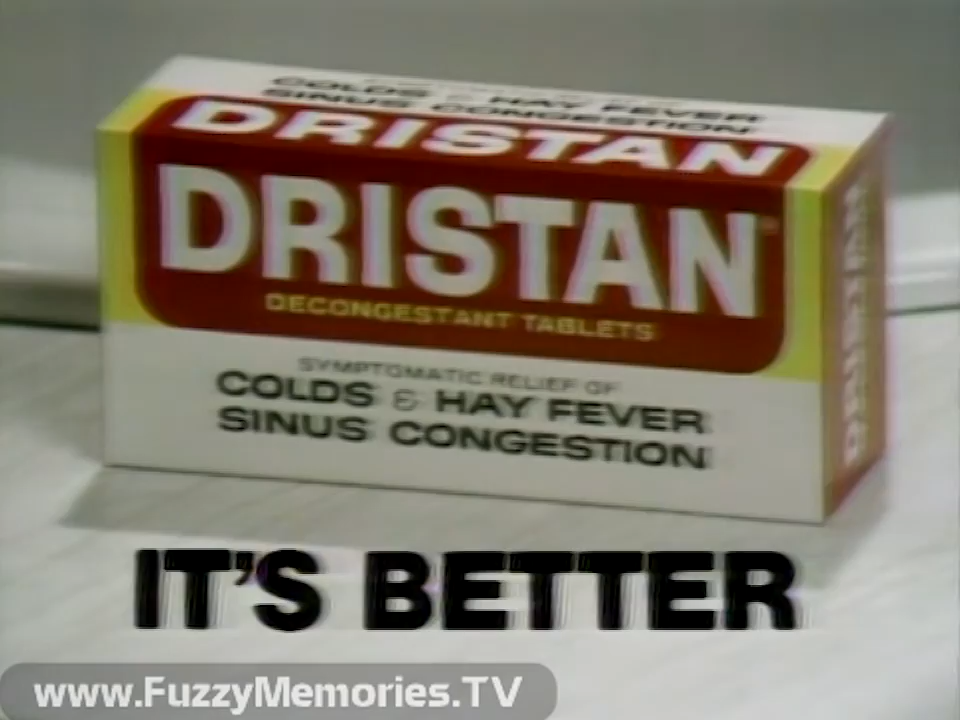 COLDS & HAY FEVER
SINUS CONGESTION
DRISTAN
DRISTAN
DECONGESTANT TABLETS
SYMPTOMATIC RELIEF OF
COLDS & HAY FEVER
SINUS CONGESTION
DRISTAN
IT'S BETTER
www.FuzzyMemories.TV